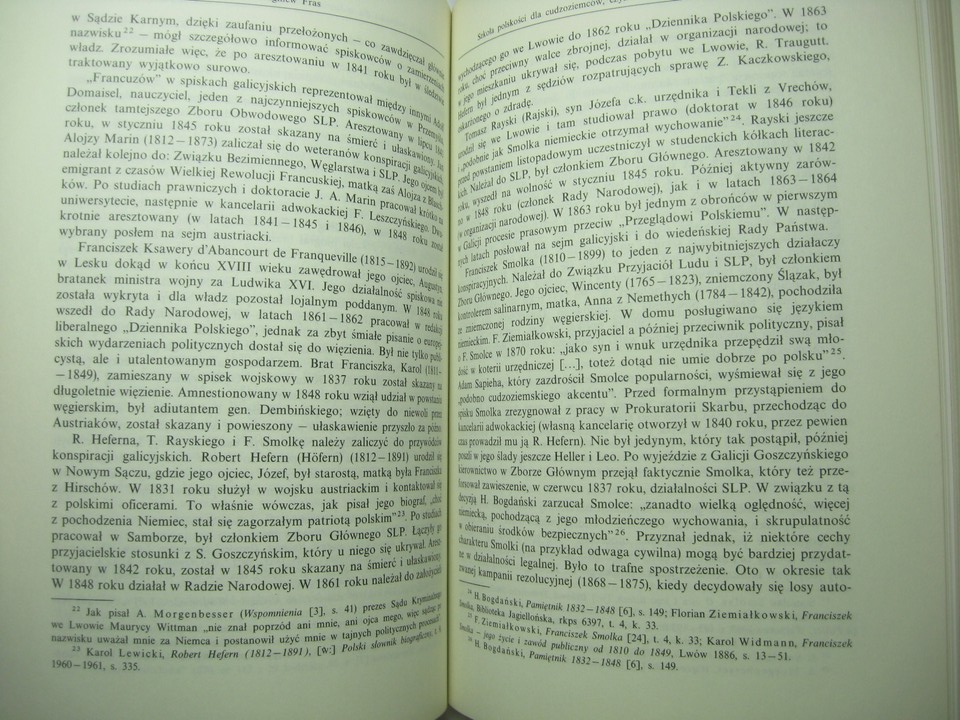 Fras
w Sądzie Karnym, dzięki zaufaniu przełożonych – co zawdzięczał głównie
nazwisku²² – mógł szczegółowo informować spiskowców o zamierzeniach
władz. Zrozumiałe więc, że po aresztowaniu w 1841 roku był w śledztwie
traktowany wyjątkowo surowo.
„Francuzów” w spiskach galicyjskich reprezentował między innymi Adolf
Domaisel, nauczyciel, jeden z najczynniejszych spiskowców w Przemyślu,
członek tamtejszego Zboru Obwodowego SLP. Aresztowany w lipcu
roku, w styczniu 1845 roku został skazany na śmierć i ułaskawiony.
Alojzy Marin (1812–1873) zaliczał się do weteranów konspiracji galicyjskich,
należał kolejno do: Związku Bezimiennego, Węglarstwa i SLP. Jego ojcem był
emigrant z czasów Wielkiej Rewolucji Francuskiej, matką zaś Alojza z
ków. Po studiach prawniczych i doktoracie J. A. Marin pracował krótko na
uniwersytecie, następnie w kancelarii adwokackiej F. Leszczyńskiego. Dwu-
krotnie aresztowany (w latach 1841–1845 i 1846), w 1848 roku został
wybrany posłem na sejm austriacki.
Franciszek Ksawery d'Abancourt de Franqueville (1815–1892) urodził się
w Lesku dokąd w końcu XVIII wieku zawędrował jego ojciec, Augustyn,
bratanek ministra wojny za Ludwika XVI. Jego działalność spiskowa nie
została wykryta i dla władz pozostał lojalnym poddanym. W 1848 roku
wszedł do Rady Narodowej, w latach 1861–1862 pracował w redakcji
liberalnego „Dziennika Polskiego”, jednak za zbyt śmiałe pisanie o europej-
skich wydarzeniach politycznych dostał się do więzienia. Był nie tylko publi-
cystą, ale i utalentowanym gospodarzem. Brat Franciszka, Karol (1811–
–1849), zamieszany w spisek wojskowy w 1837 roku został skazany na
długoletnie więzienie. Amnestionowany w 1848 roku wziął udział w powstaniu
węgierskim, był adiutantem gen. Dembińskiego; wzięty do niewoli przez
Austriaków, został skazany i powieszony – ułaskawienie przyszło za późno.
R. Heferna, T. Rayskiego i F. Smolkę należy zaliczyć do przywódców
konspiracji galicyjskich. Robert Hefern (Höfern) (1812–1891) urodził się
w Nowym Sączu, gdzie jego ojciec, Józef, był starostą, matką była Franciszka
z Hirschów. W 1831 roku służył w wojsku austriackim i kontaktował się
z polskimi oficerami. To właśnie wówczas, jak pisał jego biograf, „choć
z pochodzenia Niemiec, stał się zagorzałym patriotą polskim”²³. Po studiach
pracował w Samborze, był członkiem Zboru Głównego SLP. Łączyły go
przyjacielskie stosunki z S. Goszczyńskim, który u niego się ukrywał. Aresz-
towany w 1842 roku, został w 1845 roku skazany na śmierć i ułaskawiony.
W 1848 roku działał w Radzie Narodowej. W 1861 roku należał do założycieli
²² Jak pisał A. Morgenbesser (Wspomnienia [3], s. 41) prezes Sądu Kryminalnego
we Lwowie Maurycy Wittman „nie znał poprzód ani mnie, ani ojca mego, więc sądząc po
nazwisku uważał mnie za Niemca i postanowił użyć mnie w tajnych politycznych procesach”.
²³ Karol Lewicki, Robert Hefern (1812–1891), [w:] Polski słownik biograficzny,
1960–1961, s. 335.
Szkoła polskości dla cudzoziemców,
wychodzącego go we Lwowie do 1862 roku „Dziennika Polskiego”. W 1863
roku, choć przeciwny walce zbrojnej, działał w organizacji narodowej; to
w jego mieszkaniu ukrywał się, podczas pobytu we Lwowie, R. Traugutt.
Hefern był jednym z sędziów rozpatrujących sprawę Z. Kaczkowskiego,
oskarżonego o zdradę.
Tomasz Rayski (Rajski), syn Józefa c.k. urzędnika i Tekli z Vrechów,
urodził się we Lwowie i tam studiował prawo (doktorat w 1846 roku)
i „podobnie jak Smolka niemieckie otrzymał wychowanie”²⁴. Rayski jeszcze
przed powstaniem listopadowym uczestniczył w studenckich kółkach literac-
kich. Należał do SLP, był członkiem Zboru Głównego. Aresztowany w 1842
roku, wyszedł na wolność w styczniu 1845 roku. Później aktywny zarów-
no w 1848 roku (członek Rady Narodowej), jak i w latach 1863–1864
(w organizacji narodowej). W 1863 roku był jednym z obrońców w pierwszym
w Galicji procesie prasowym przeciw „Przeglądowi Polskiemu”. W następ-
nych latach posłował na sejm galicyjski i do wiedeńskiej Rady Państwa.
Franciszek Smolka (1810–1899) to jeden z najwybitniejszych działaczy
konspiracyjnych. Należał do Związku Przyjaciół Ludu i SLP, był członkiem
Zboru Głównego. Jego ojciec, Wincenty (1765–1823), zniemczony Ślązak, był
kontrolerem salinarnym, matka, Anna z Nemethych (1784–1842), pochodziła
ze zniemczonej rodziny węgierskiej. W domu posługiwano się językiem
niemieckim. F. Ziemiałkowski, przyjaciel a później przeciwnik polityczny, pisał
o F. Smolce w 1870 roku: „jako syn i wnuk urzędnika przepędził swą mło-
dość w koterii urzędniczej [...], toteż dotąd nie umie dobrze po polsku”²⁵.
Adam Sapieha, który zazdrościł Smolce popularności, wyśmiewał się z jego
„podobno cudzoziemskiego akcentu”. Przed formalnym przystąpieniem do
spisku Smolka zrezygnował z pracy w Prokuratorii Skarbu, przechodząc do
kancelarii adwokackiej (własną kancelarię otworzył w 1840 roku, przez pewien
czas prowadził mu ją R. Hefern). Nie był jedynym, który tak postąpił, później
poszli w jego ślady jeszcze Heller i Leo. Po wyjeździe z Galicji Goszczyńskiego
kierownictwo w Zborze Głównym przejął faktycznie Smolka, który też prze-
forsował zawieszenie, w czerwcu 1837 roku, działalności SLP. W związku z tą
decyzją H. Bogdański zarzucał Smolce: „zanadto wielką oględność, więcej
niemiecką, pochodzącą z jego młodzieńczego wychowania, i skrupulatność
w obieraniu środków bezpiecznych”²⁶. Przyznał jednak, iż niektóre cechy
charakteru Smolki (na przykład odwaga cywilna) mogą być bardziej przydat-
ne w działalności legalnej. Było to trafne spostrzeżenie. Oto w okresie tak
zwanej kampanii rezolucyjnej (1868–1875), kiedy decydowały się losy auto-
²⁴ H. Bogdański, Pamiętnik 1832–1848 [6], s. 149; Florian Ziemiałkowski, Franciszek
Smolka, Biblioteka Jagiellońska, rkps 6397, t. 4, k. 33.
²⁵ F. Ziemiałkowski, Franciszek Smolka [24], t. 4, k. 33; Karol Widmann, Franciszek
Smolka – jego życie i zawód publiczny od 1810 do 1849, Lwów 1886, s. 13–51.
²⁶ H. Bogdański, Pamiętnik 1832–1848 [6], s. 149.